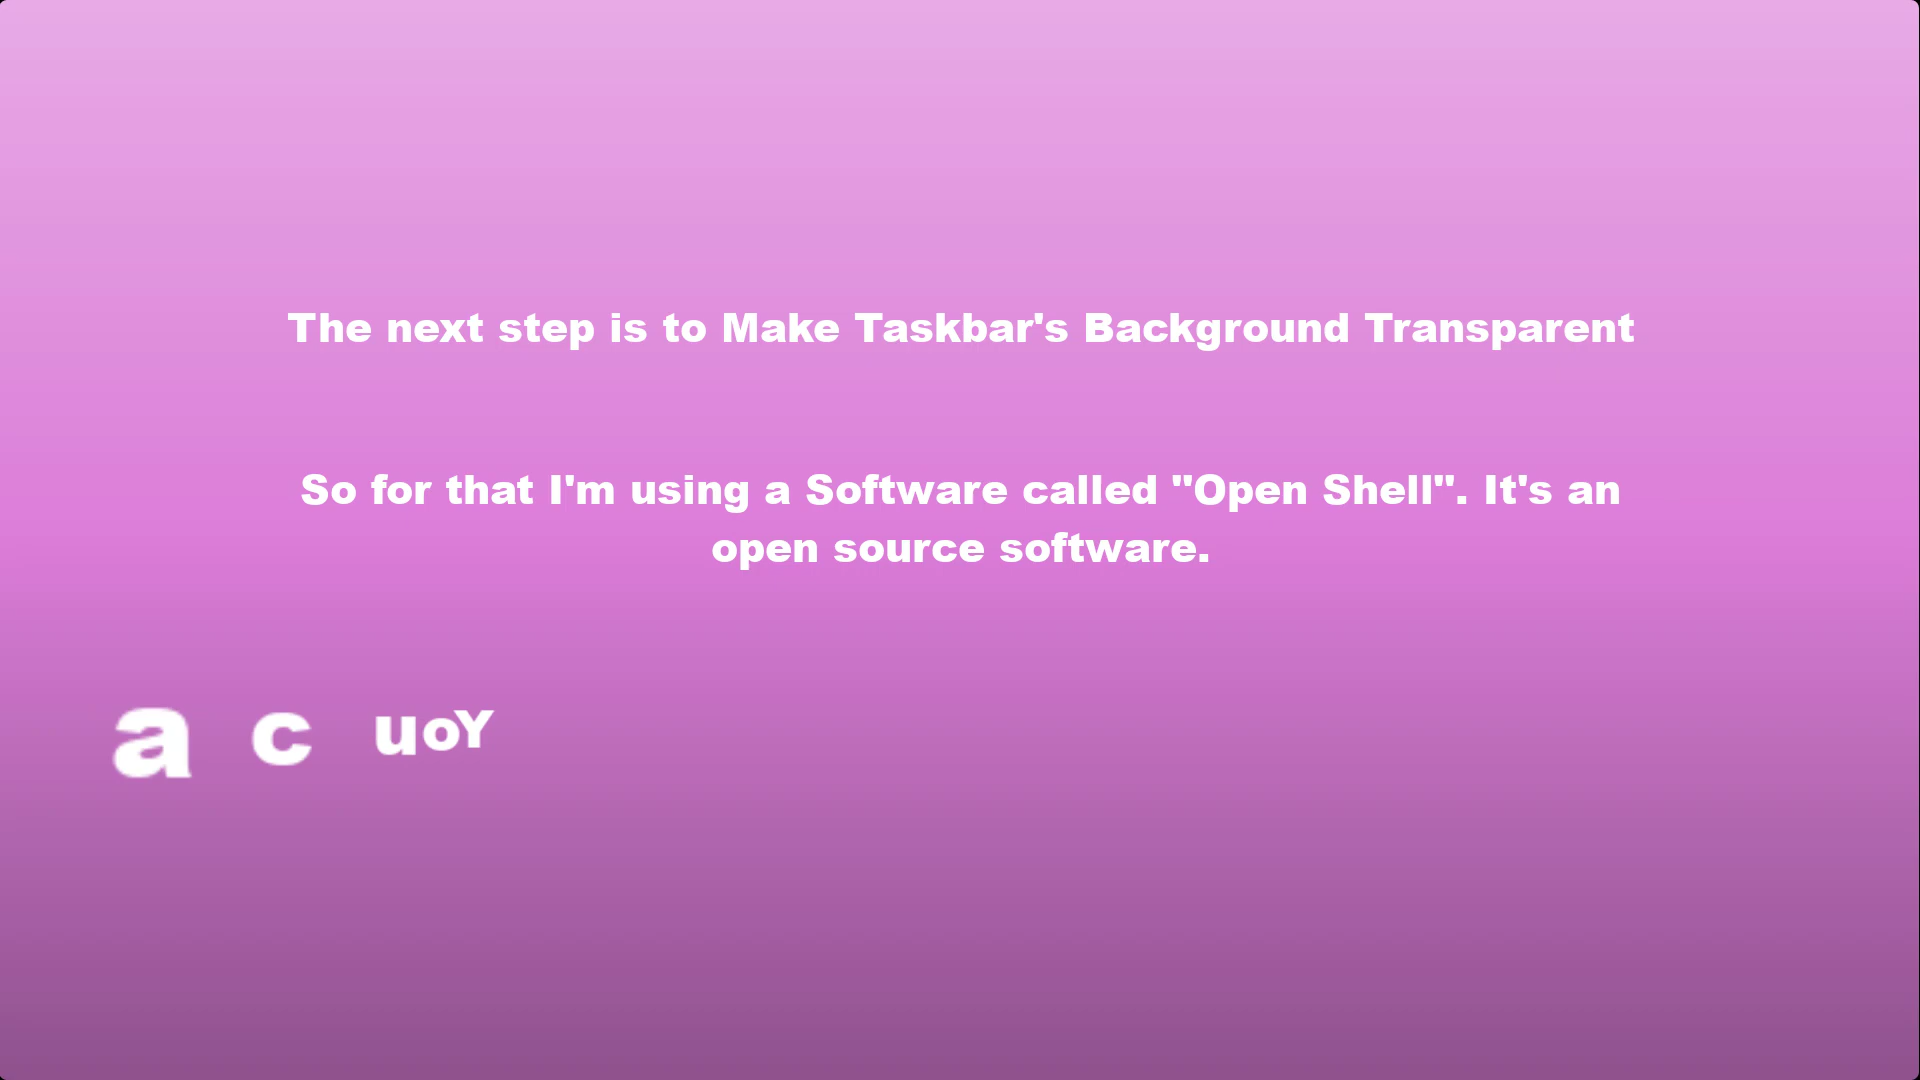 The next step is to Make Taskbar's Background Transparent
So for that I'm using a Software called "Open Shell". It's an
open source software.
a c uoY